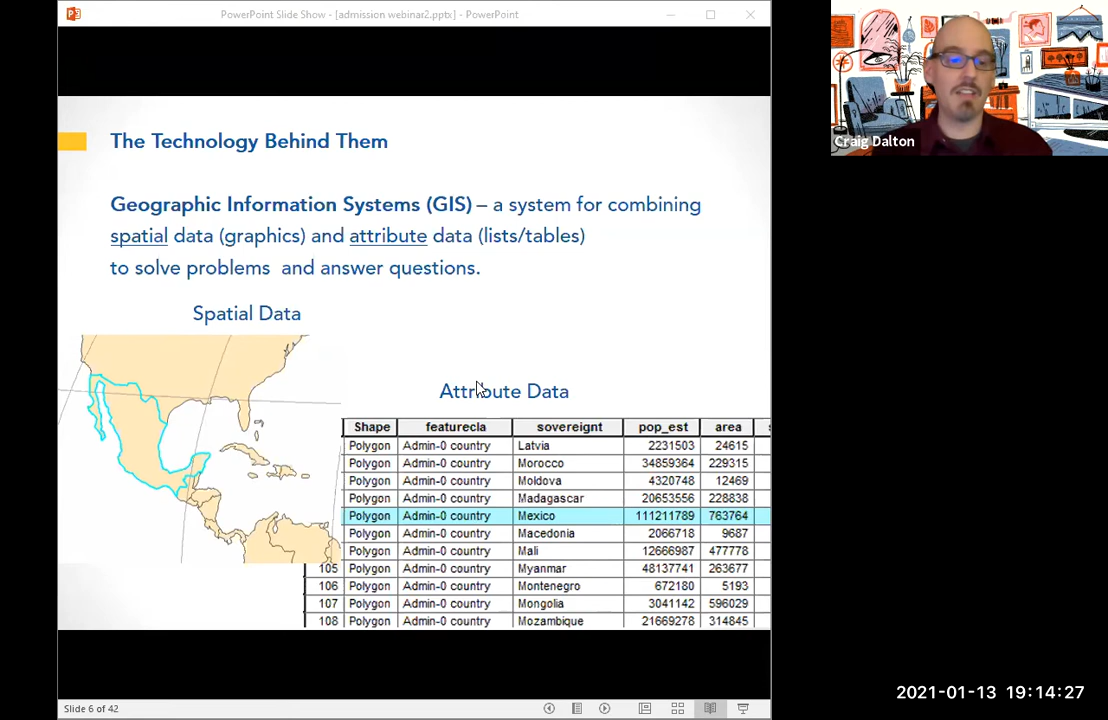 PowerPoint Slide Show - [admission webinar2.pptx] - PowerPoint
Craig Dalton
The Technology Behind Them
Geographic Information Systems (GIS) – a system for combining
spatial data (graphics) and attribute data (lists/tables)
to solve problems and answer questions.
Spatial Data
Attribute Data
Shape featurecla sovereignt pop_est area
Polygon Admin-0 country Latvia 2231503 24615
Polygon Admin-0 country Morocco 34859364 229315
Polygon Admin-0 country Moldova 4320748 12469
Polygon Admin-0 country Madagascar 20653556 228838
Polygon Admin-0 country Mexico 111211789 763764
Polygon Admin-0 country Macedonia 2066718 9687
Polygon Admin-0 country Mali 12666987 477778
105 Polygon Admin-0 country Myanmar 48137741 263677
106 Polygon Admin-0 country Montenegro 672180 5193
107 Polygon Admin-0 country Mongolia 3041142 596029
108 Polygon Admin-0 country Mozambique 21669278 314845
2021-01-13 19:14:27
Slide 6 of 42